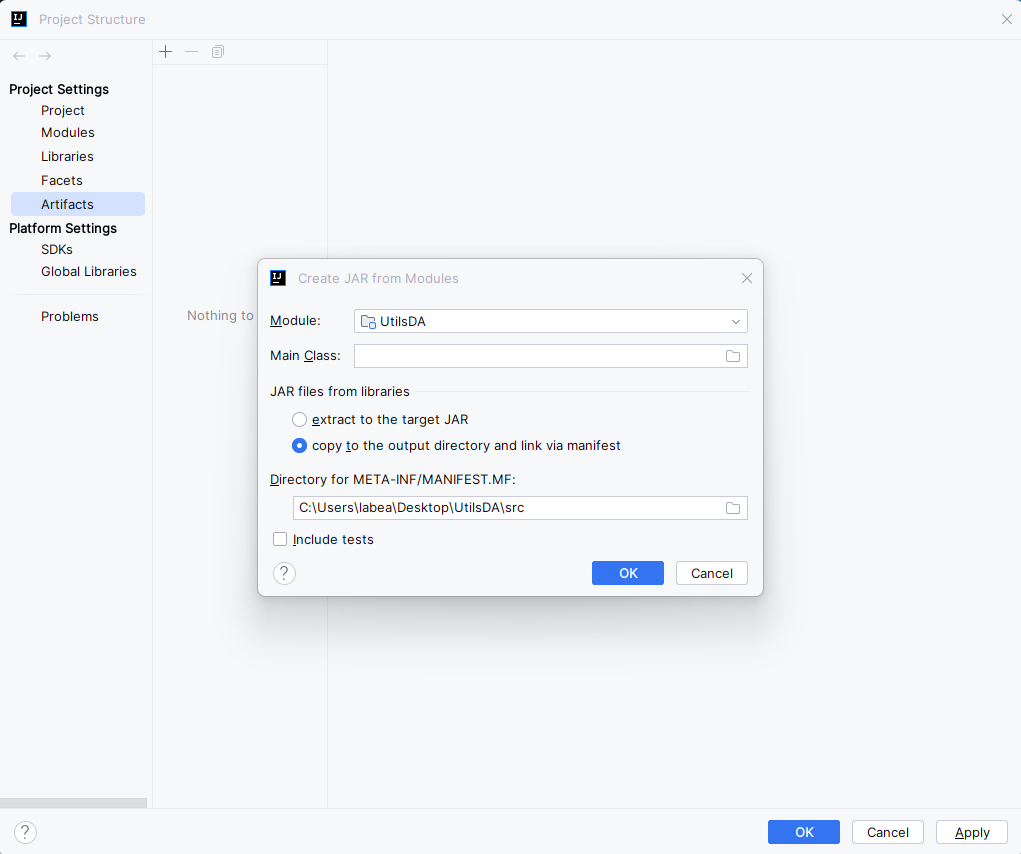 Project Structure
Project Settings
Project
Modules
Libraries
Facets
Artifacts
Platform Settings
SDKs
Global Libraries
Problems
Nothing to
Create JAR from Modules
Module: UtilsDA
Main Class:
JAR files from libraries
extract to the target JAR
copy to the output directory and link via manifest
Directory for META-INF/MANIFEST.MF:
C:\Users\labea\Desktop\UtilsDA\src
Include tests
? OK Cancel
? OK Cancel Apply